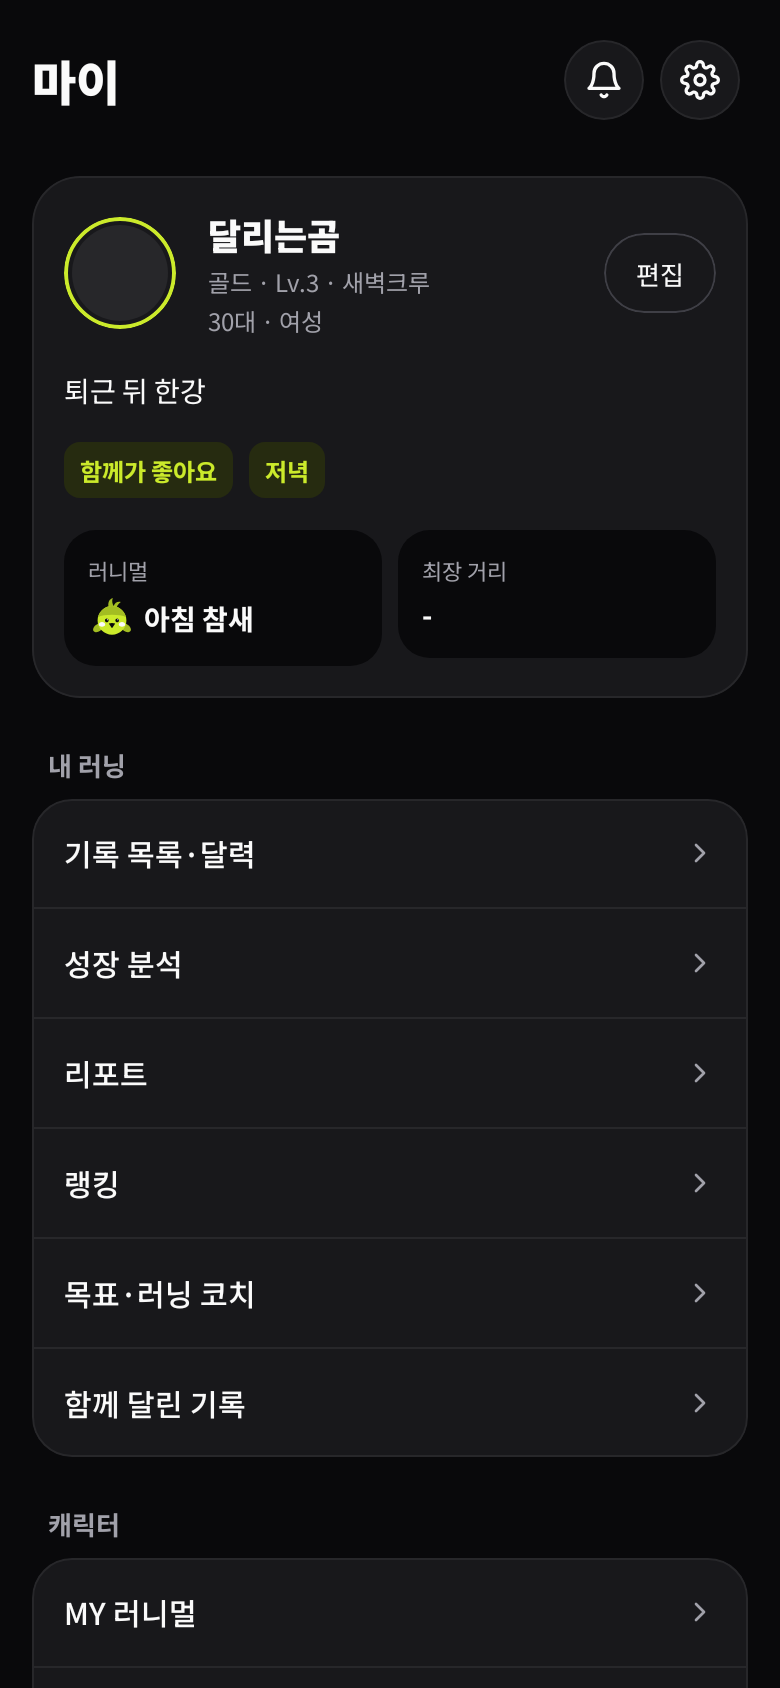 마이
달리는곰
골드 · Lv.3 · 새벽크루
30대 · 여성
편집
퇴근 뒤 한강
함께가 좋아요
저녁
러니멀
아침 참새
최장 거리
-
내 러닝
기록 목록·달력
성장 분석
리포트
랭킹
목표·러닝 코치
함께 달린 기록
캐릭터
MY 러니멀